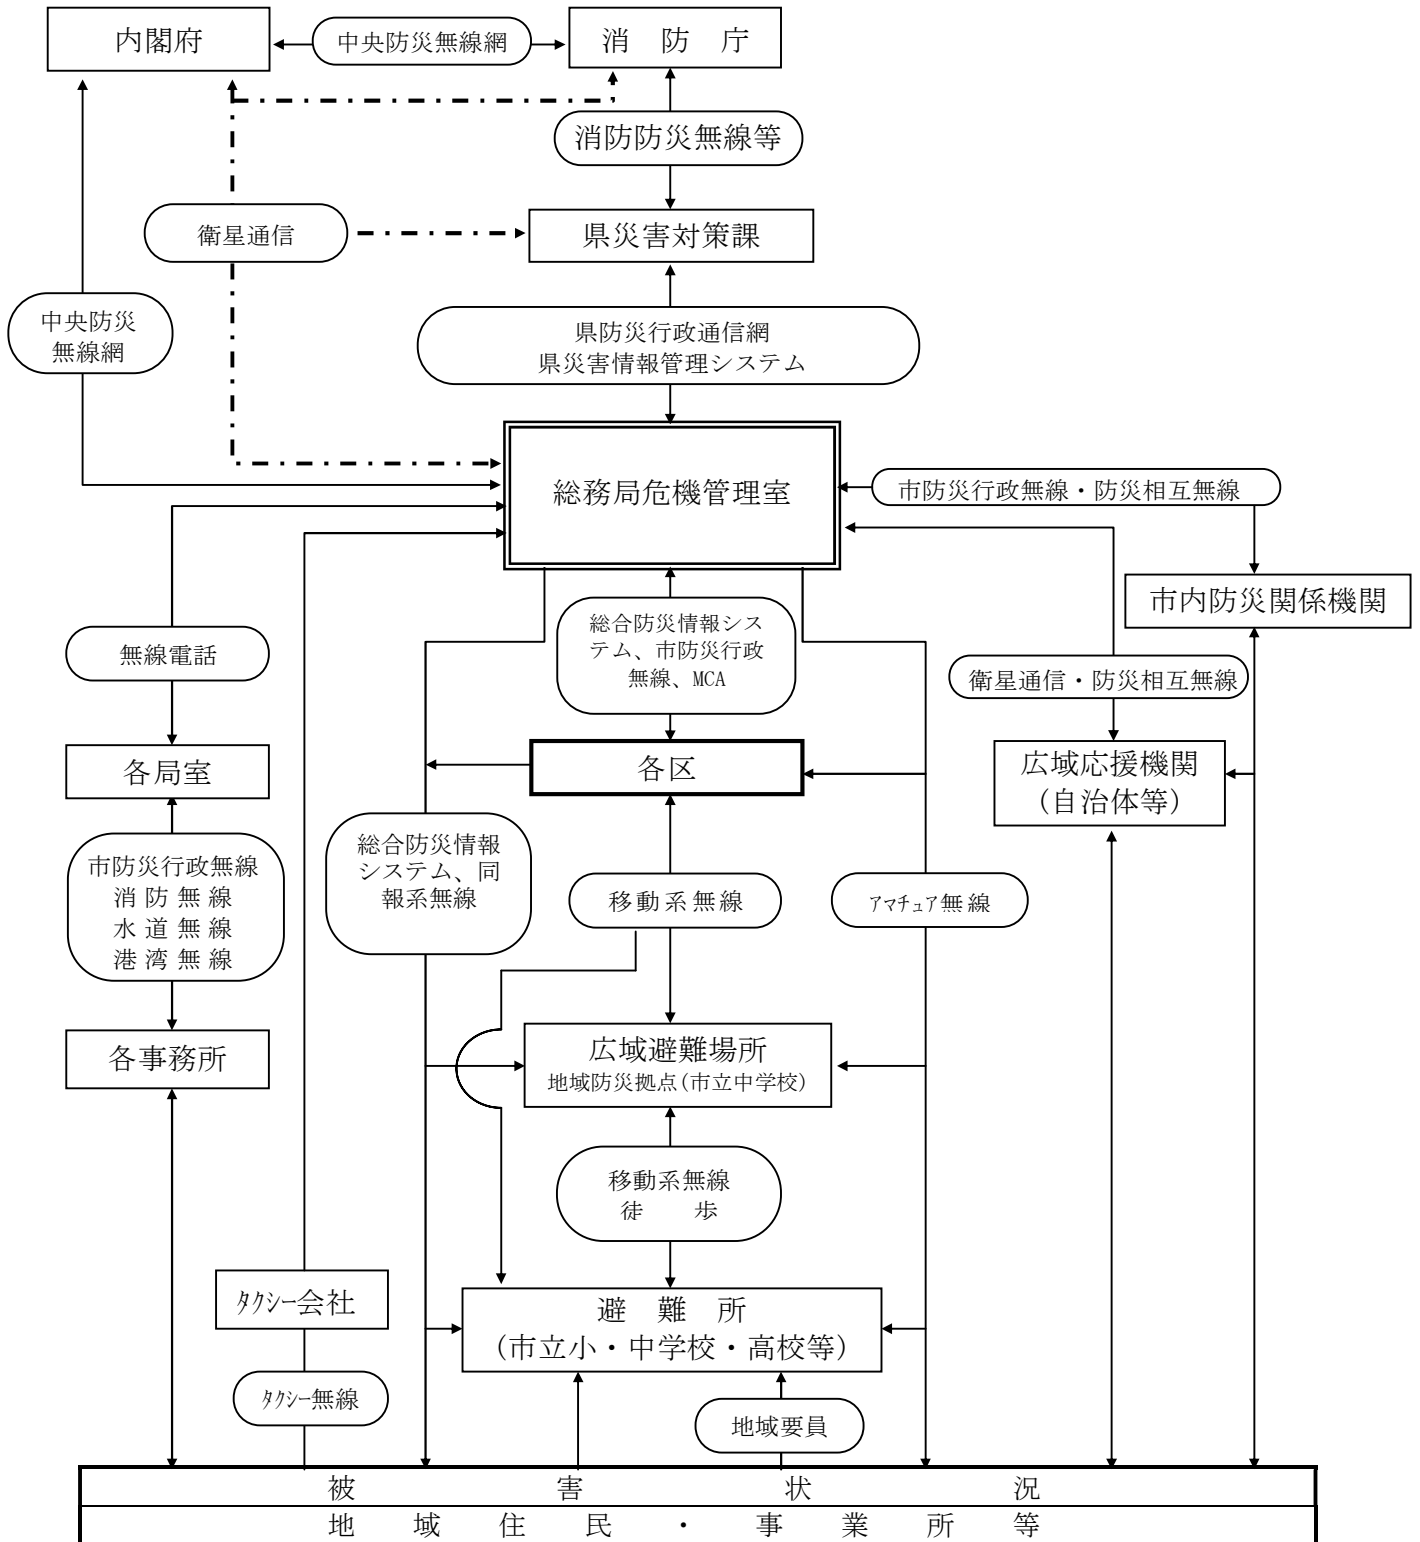 内閣府
中央防災無線網
消 防 庁
消防防災無線等
衛星通信
県災害対策課
中央防災
無線網
県防災行政通信網
県災害情報管理システム
総務局危機管理室
市防災行政無線・防災相互無線
市内防災関係機関
総合防災情報シス
テム、市防災行政
無線、MCA
無線電話
衛星通信・防災相互無線
各局室
各区
広域応援機関
(自治体等)
市防災行政無線
消 防 無 線
水 道 無 線
港 湾 無 線
総合防災情報
システム、同
報系無線
移動系無線
アマチュア無線
各事務所
広域避難場所
地域防災拠点(市立中学校)
移動系無線
徒 歩
タクシー会社
避 難 所
(市立小・中学校・高校等)
タクシー無線
地域要員
被 害 状 況
地 域 住 民 ・ 事 業 所 等